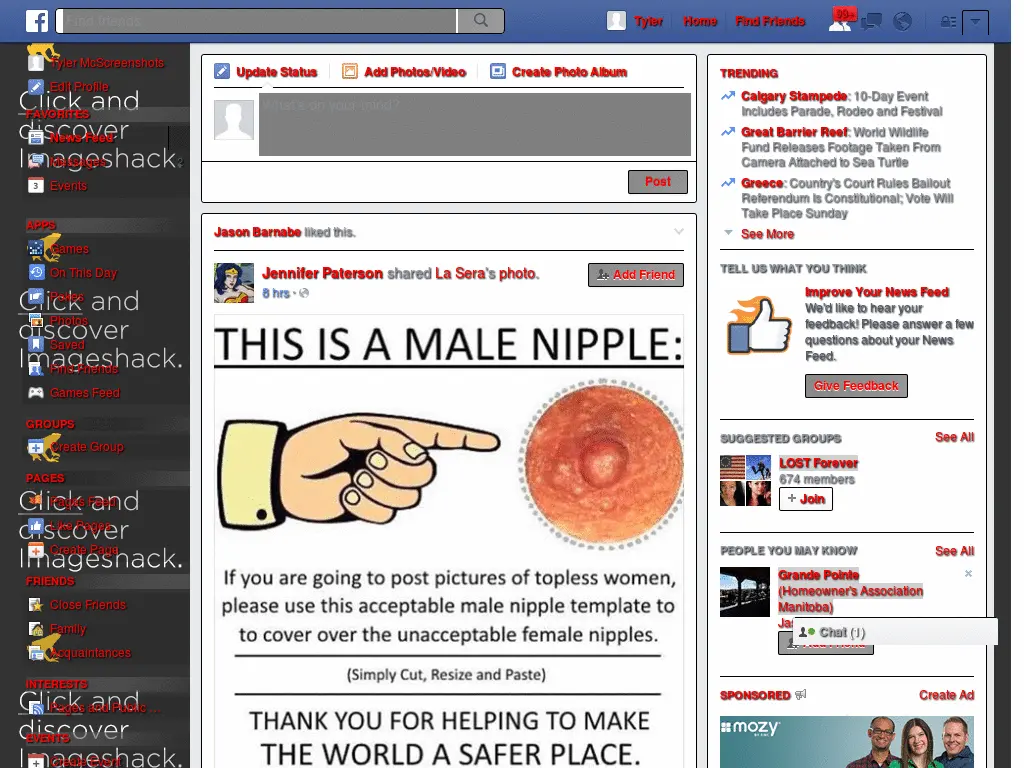 Find friends
Tyler
Home
Find Friends
99+
Tyler McScreenshots
Edit Profile
FAVORITES
News Feed
Messages
Events
APPS
Games
On This Day
Pokes
Photos
Saved
Find Friends
Games Feed
GROUPS
Create Group
PAGES
Pages Feed
Like Pages
Create Page
FRIENDS
Close Friends
Family
Acquaintances
INTERESTS
Pages and Public ...
EVENTS
Create Event
Click and
discover
Imageshack.
Click and
discover
Imageshack.
Click and
discover
Imageshack.
Click and
discover
Imageshack.
Update Status
Add Photos/Video
Create Photo Album
What's on your mind?
Post
Jason Barnabe liked this.
Jennifer Paterson shared La Sera's photo.
8 hrs ·
Add Friend
THIS IS A MALE NIPPLE:
If you are going to post pictures of topless women,
please use this acceptable male nipple template to
to cover over the unacceptable female nipples.
(Simply Cut, Resize and Paste)
THANK YOU FOR HELPING TO MAKE
THE WORLD A SAFER PLACE.
TRENDING
Calgary Stampede: 10-Day Event
Includes Parade, Rodeo and Festival
Great Barrier Reef: World Wildlife
Fund Releases Footage Taken From
Camera Attached to Sea Turtle
Greece: Country's Court Rules Bailout
Referendum Is Constitutional; Vote Will
Take Place Sunday
See More
TELL US WHAT YOU THINK
Improve Your News Feed
We'd like to hear your
feedback! Please answer a few
questions about your News
Feed.
Give Feedback
SUGGESTED GROUPS
See All
LOST Forever
674 members
+ Join
PEOPLE YOU MAY KNOW
See All
Grande Pointe
(Homeowner's Association
Manitoba)
Chat (1)
Add Friend
SPONSORED
Create Ad
mozy